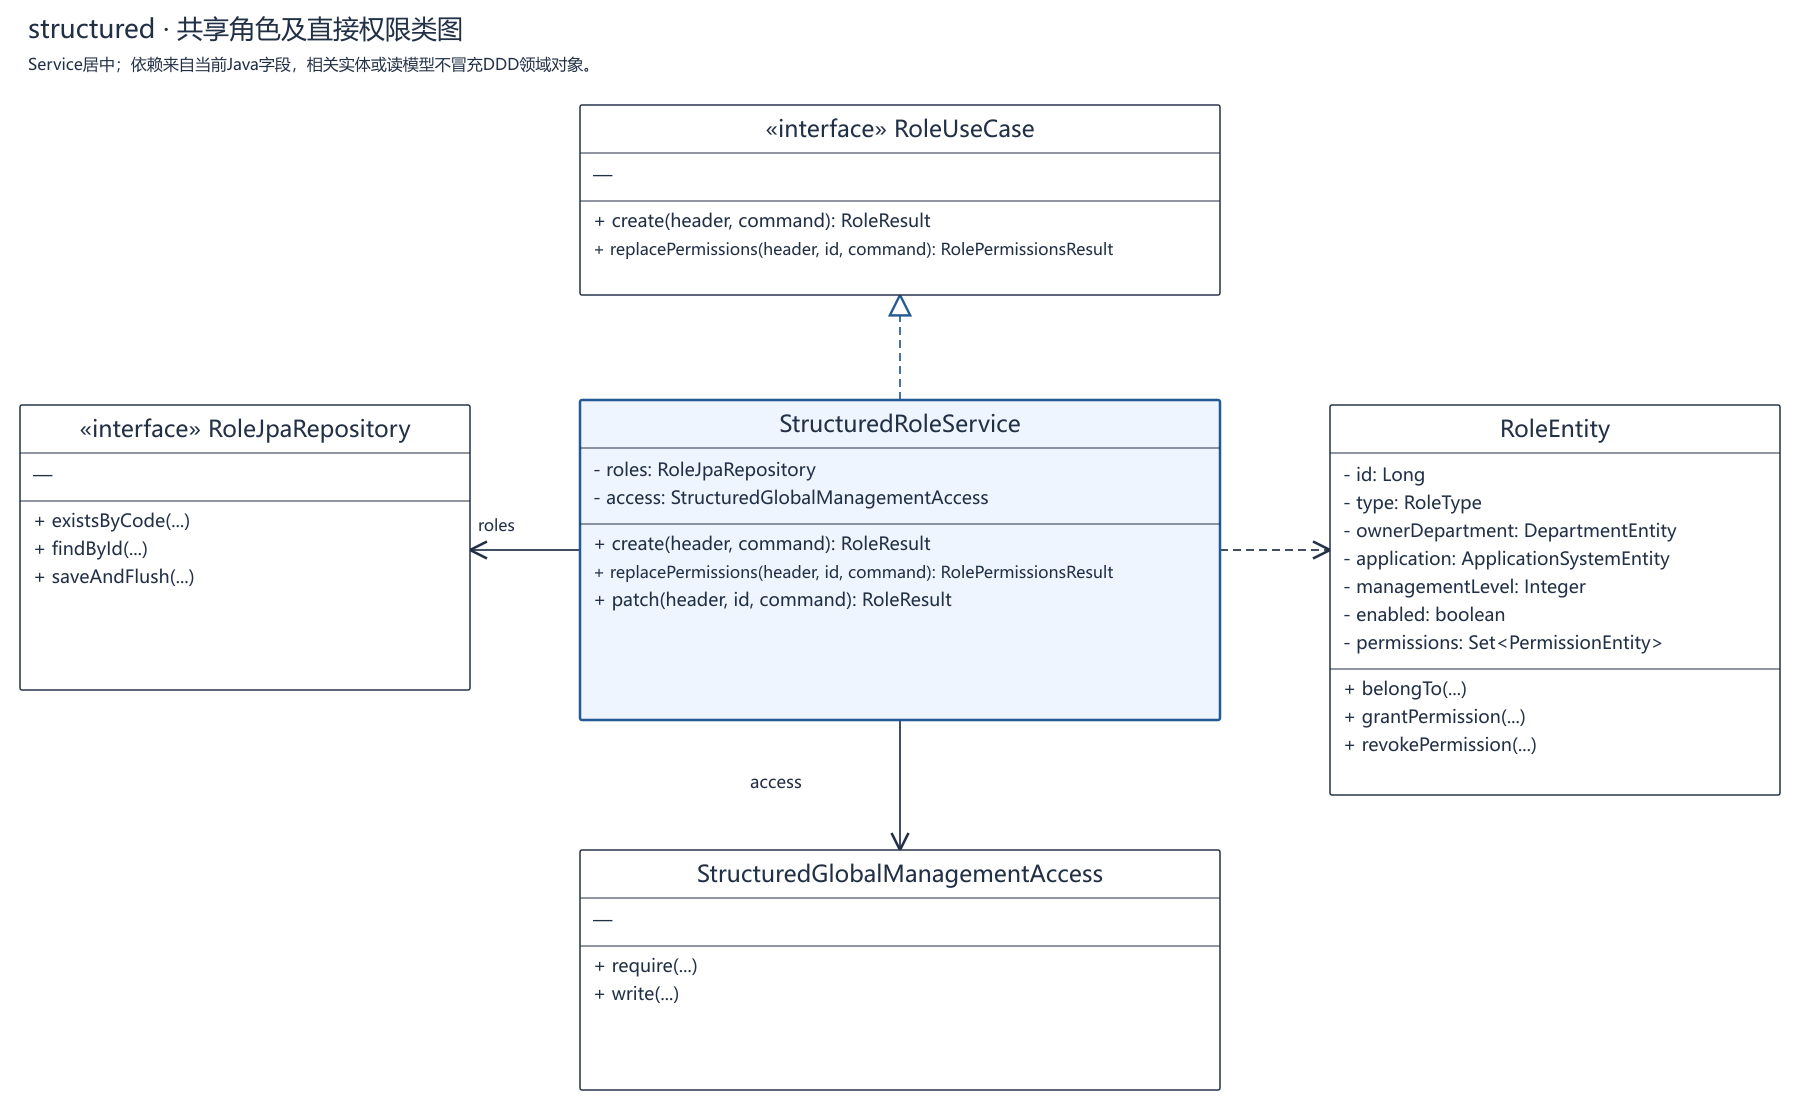 structured · 共享角色及直接权限类图
Service居中；依赖来自当前Java字段，相关实体或读模型不冒充DDD领域对象。
«interface» RoleUseCase
—
+ create(header, command): RoleResult
+ replacePermissions(header, id, command): RolePermissionsResult
«interface» RoleJpaRepository
—
+ existsByCode(...)
+ findById(...)
+ saveAndFlush(...)
roles
StructuredRoleService
- roles: RoleJpaRepository
- access: StructuredGlobalManagementAccess
+ create(header, command): RoleResult
+ replacePermissions(header, id, command): RolePermissionsResult
+ patch(header, id, command): RoleResult
RoleEntity
- id: Long
- type: RoleType
- ownerDepartment: DepartmentEntity
- application: ApplicationSystemEntity
- managementLevel: Integer
- enabled: boolean
- permissions: Set<PermissionEntity>
+ belongTo(...)
+ grantPermission(...)
+ revokePermission(...)
access
StructuredGlobalManagementAccess
—
+ require(...)
+ write(...)